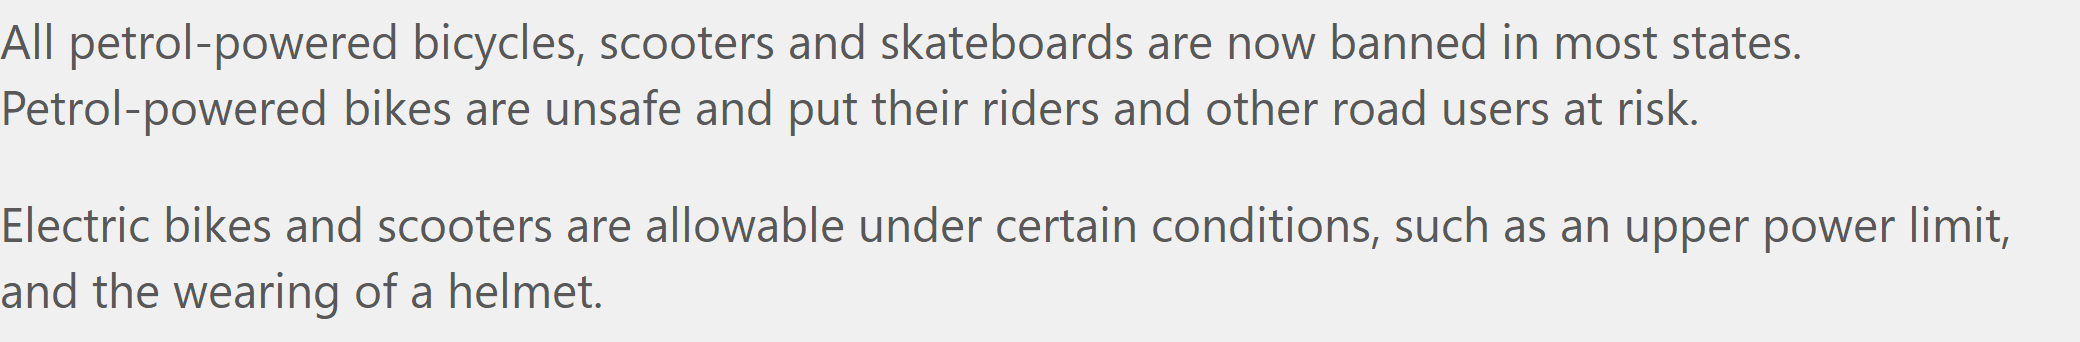 All petrol-powered bicycles, scooters and skateboards are now banned in most states.
Petrol-powered bikes are unsafe and put their riders and other road users at risk.
Electric bikes and scooters are allowable under certain conditions, such as an upper power limit,
and the wearing of a helmet.